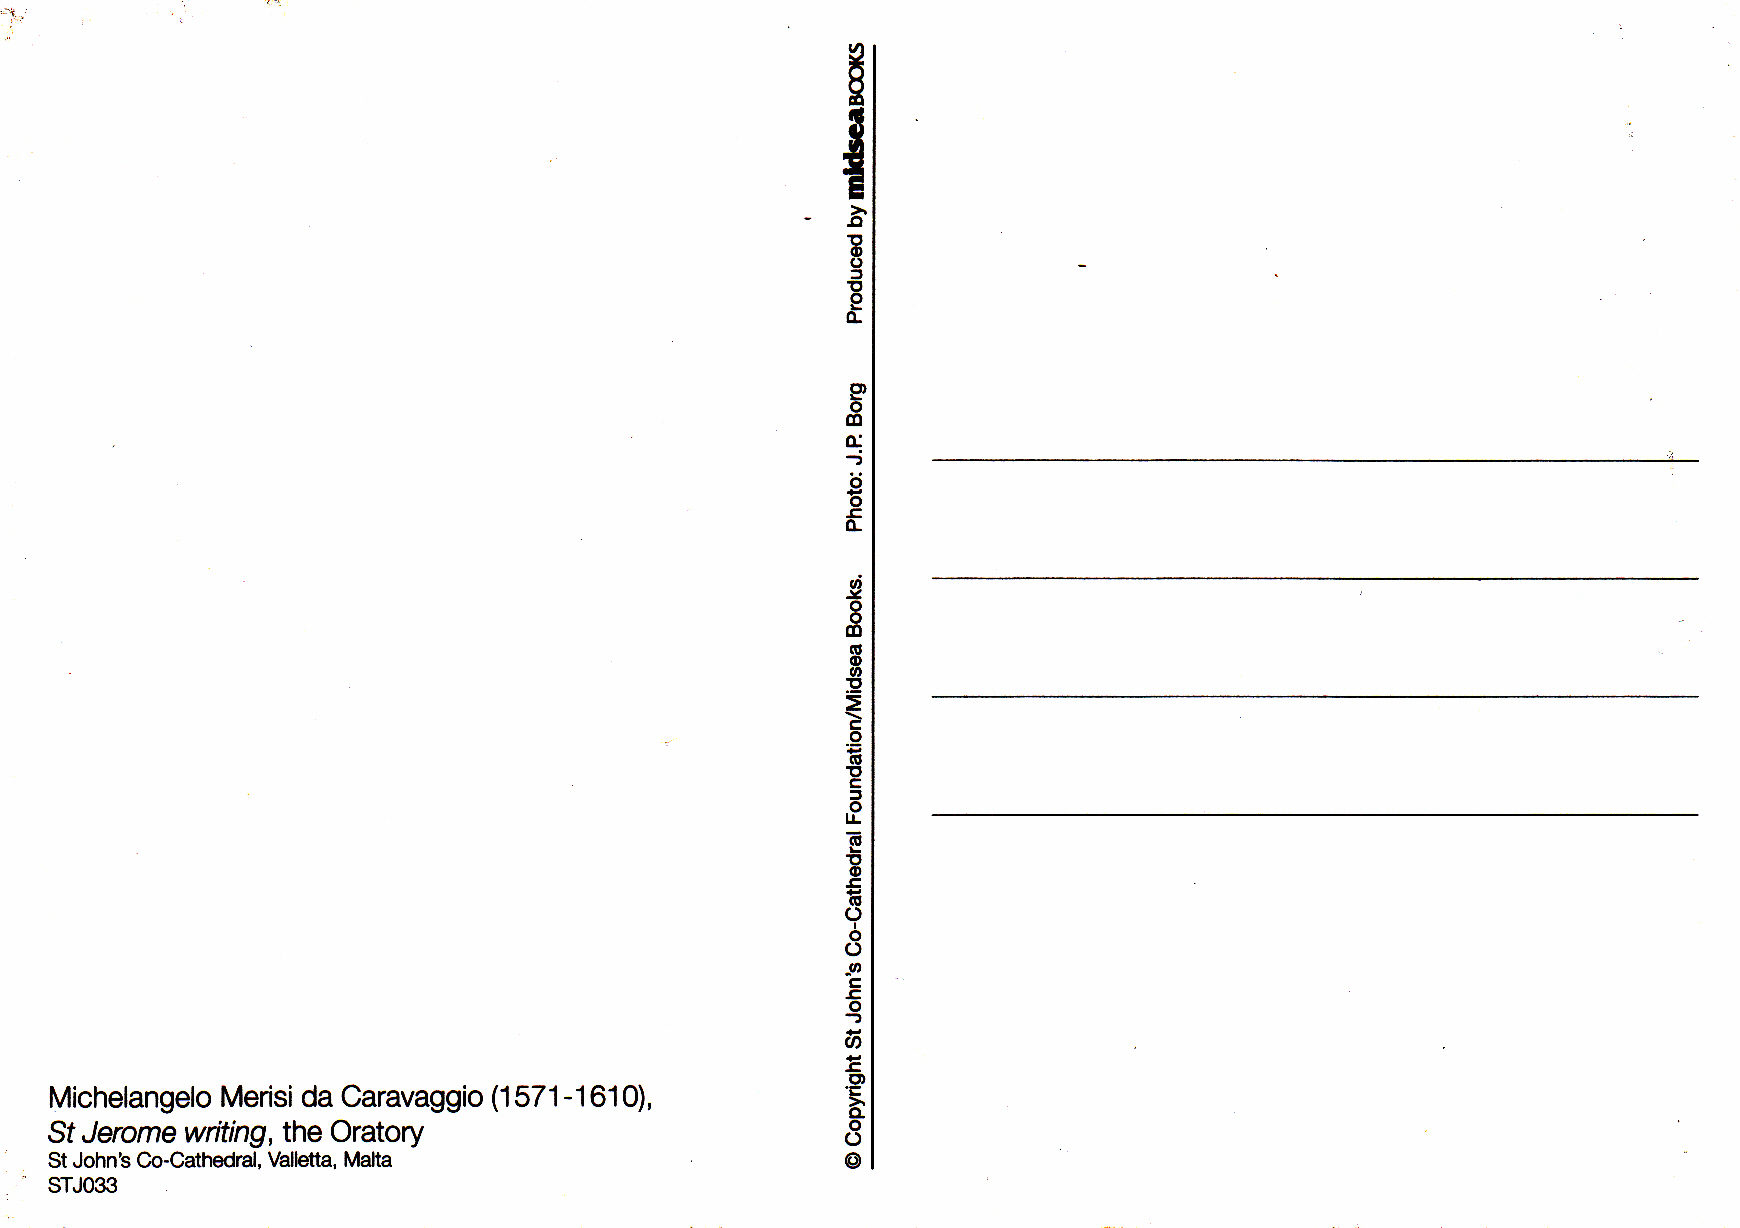 Michelangelo Merisi da Caravaggio (1571-1610),
St Jerome writing, the Oratory
St John's Co-Cathedral, Valletta, Malta
STJ033
© Copyright St John's Co-Cathedral Foundation/Midsea Books. Photo: J.P. Borg Produced by midseaBOOKS